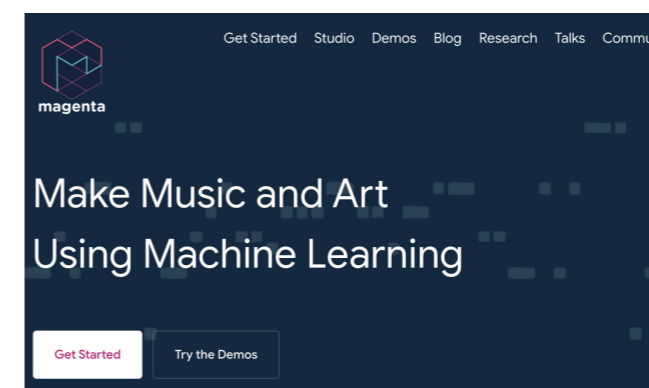 Get Started Studio Demos Blog Research Talks Commu
magenta
Make Music and Art
Using Machine Learning
Get Started Try the Demos